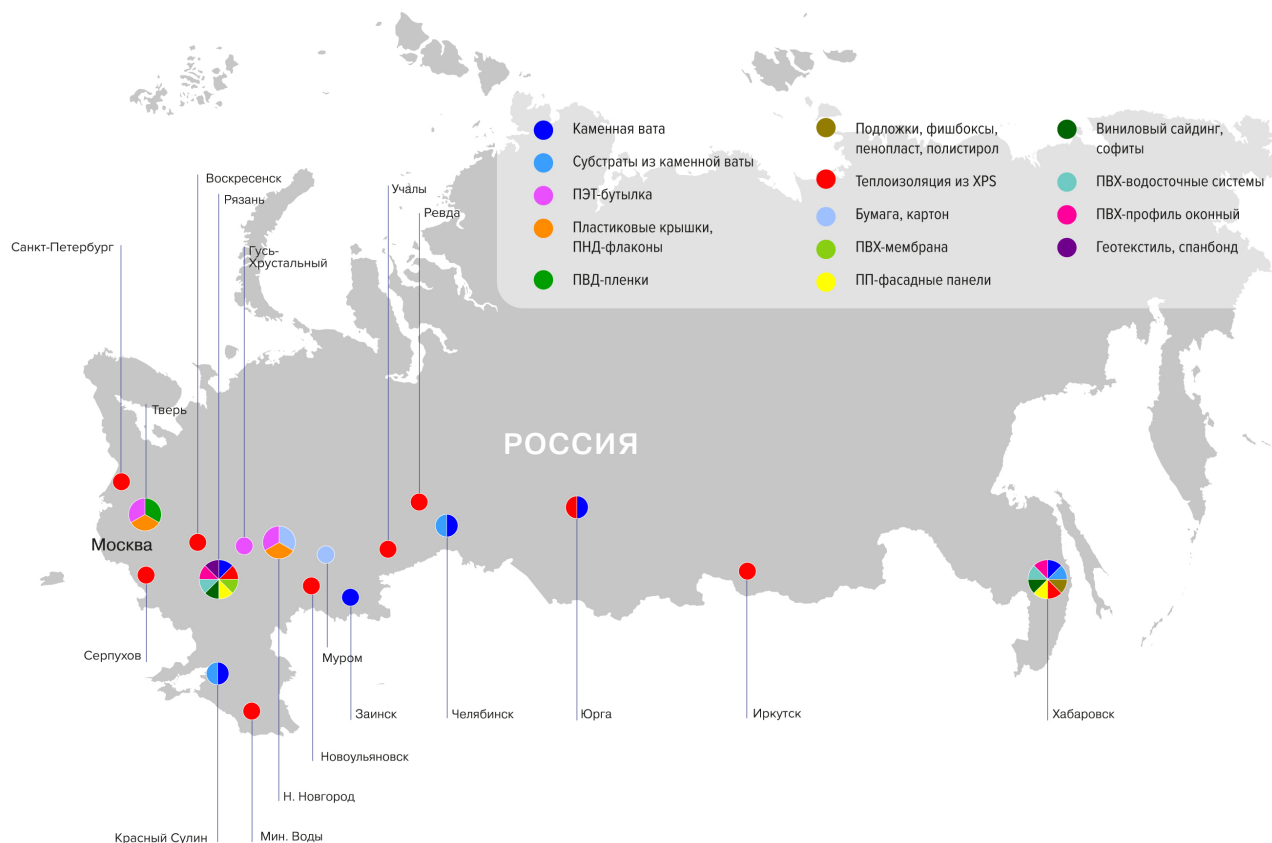 Каменная вата
Субстраты из каменной ваты
ПЭТ-бутылка
Пластиковые крышки,
ПНД-флаконы
ПВД-пленки
Подложки, фишбоксы,
пенопласт, полистирол
Теплоизоляция из XPS
Бумага, картон
ПВХ-мембрана
ПП-фасадные панели
Виниловый сайдинг,
софиты
ПВХ-водосточные системы
ПВХ-профиль оконный
Геотекстиль, спанбонд
Воскресенск
Рязань
Учалы
Ревда
Санкт-Петербург
Гусь-
Хрустальный
Тверь
РОССИЯ
Москва
Серпухов
Муром
Заинск
Челябинск
Юрга
Иркутск
Хабаровск
Новоульяновск
Н. Новгород
Красный Сулин
Мин. Воды